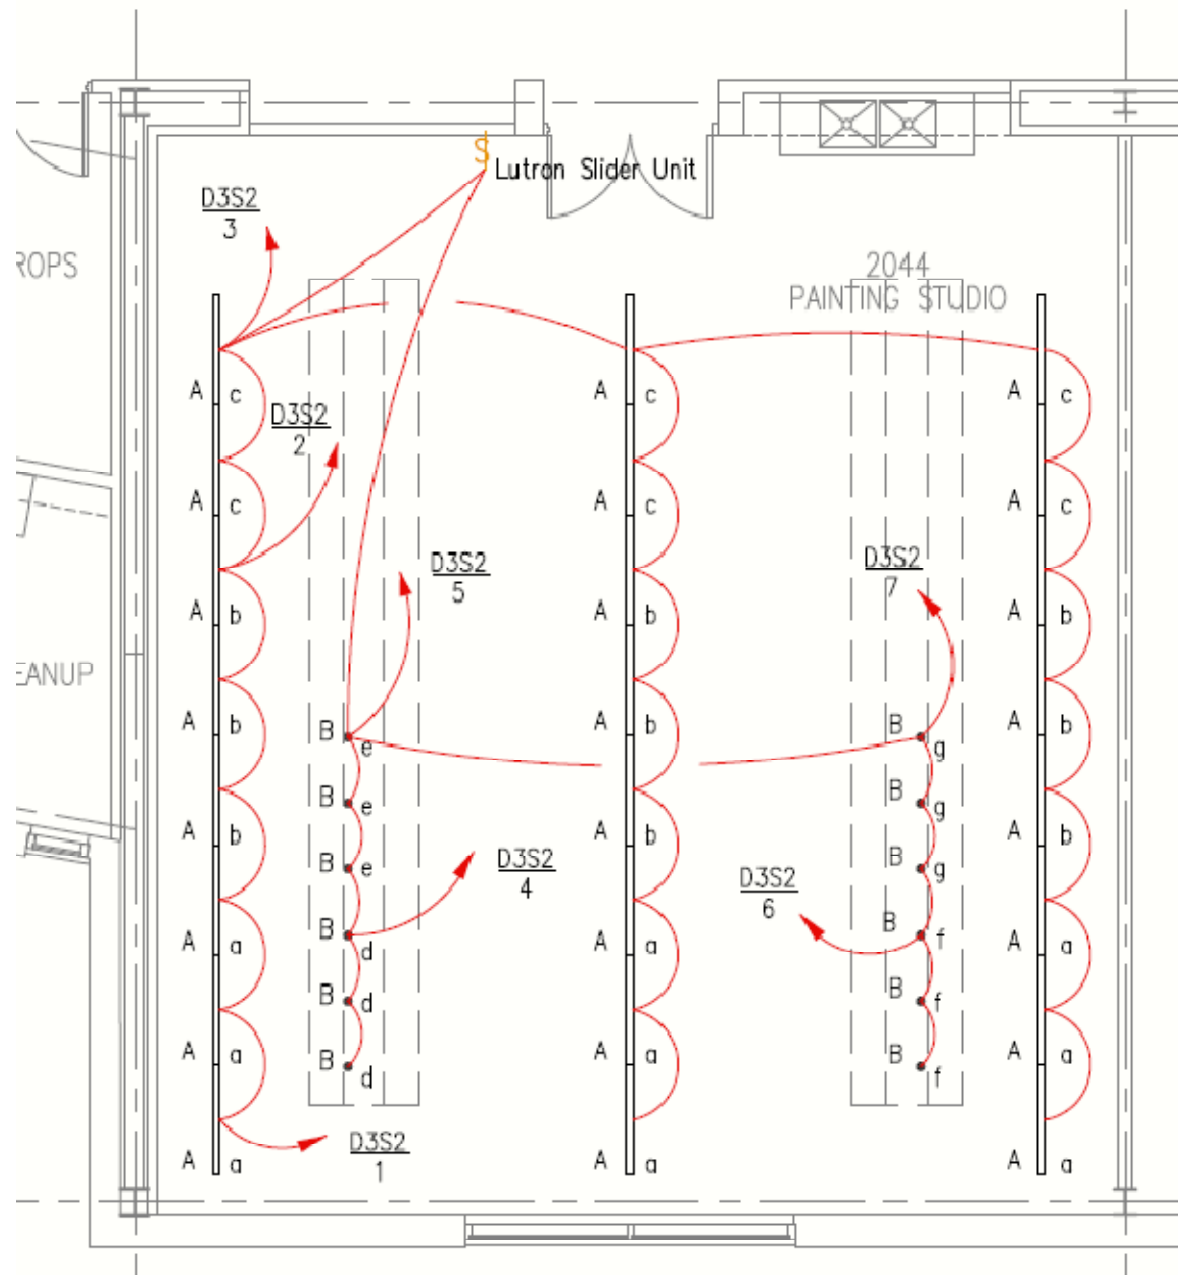 S
Lutron Slider Unit
D3S2
3
ROPS
2044
PAINTING STUDIO
A c
A c
A c
D3S2
2
A c
A c
A c
D3S2
5
D3S2
7
A b
A b
A b
EANUP
A b
A b
A b
B e
B g
B e
B g
A b
A b
A b
B e
B g
D3S2
4
D3S2
6
B d
B f
A a
A a
A a
B d
B f
A a
A a
A a
B d
B f
D3S2
1
A a
A a
A a